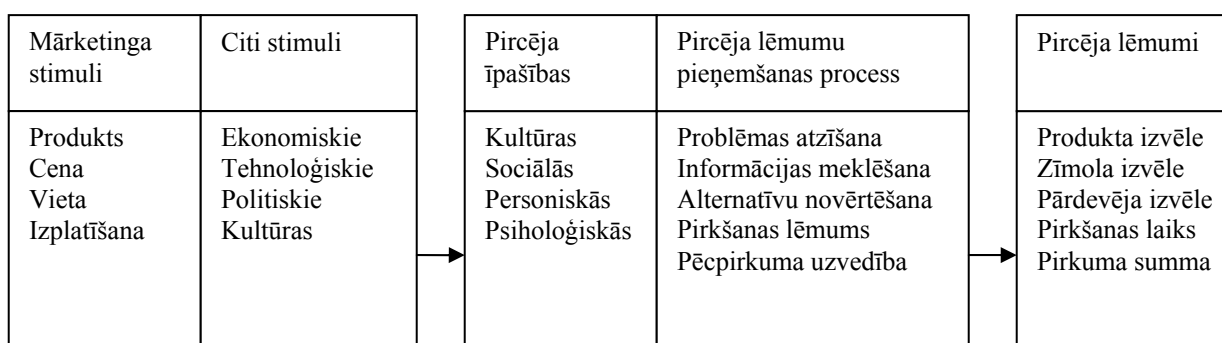 Mārketinga
stimuli
Citi stimuli
Pircēja
īpašības
Pircēja lēmumu
pieņemšanas process
Pircēja lēmumi
Produkts
Cena
Vieta
Izplatīšana
Ekonomiskie
Tehnoloģiskie
Politiskie
Kultūras
Kultūras
Sociālās
Personiskās
Psiholoģiskās
Problēmas atzīšana
Informācijas meklēšana
Alternatīvu novērtēšana
Pirkšanas lēmums
Pēcpirkuma uzvedība
Produkta izvēle
Zīmola izvēle
Pārdevēja izvēle
Pirkšanas laiks
Pirkuma summa